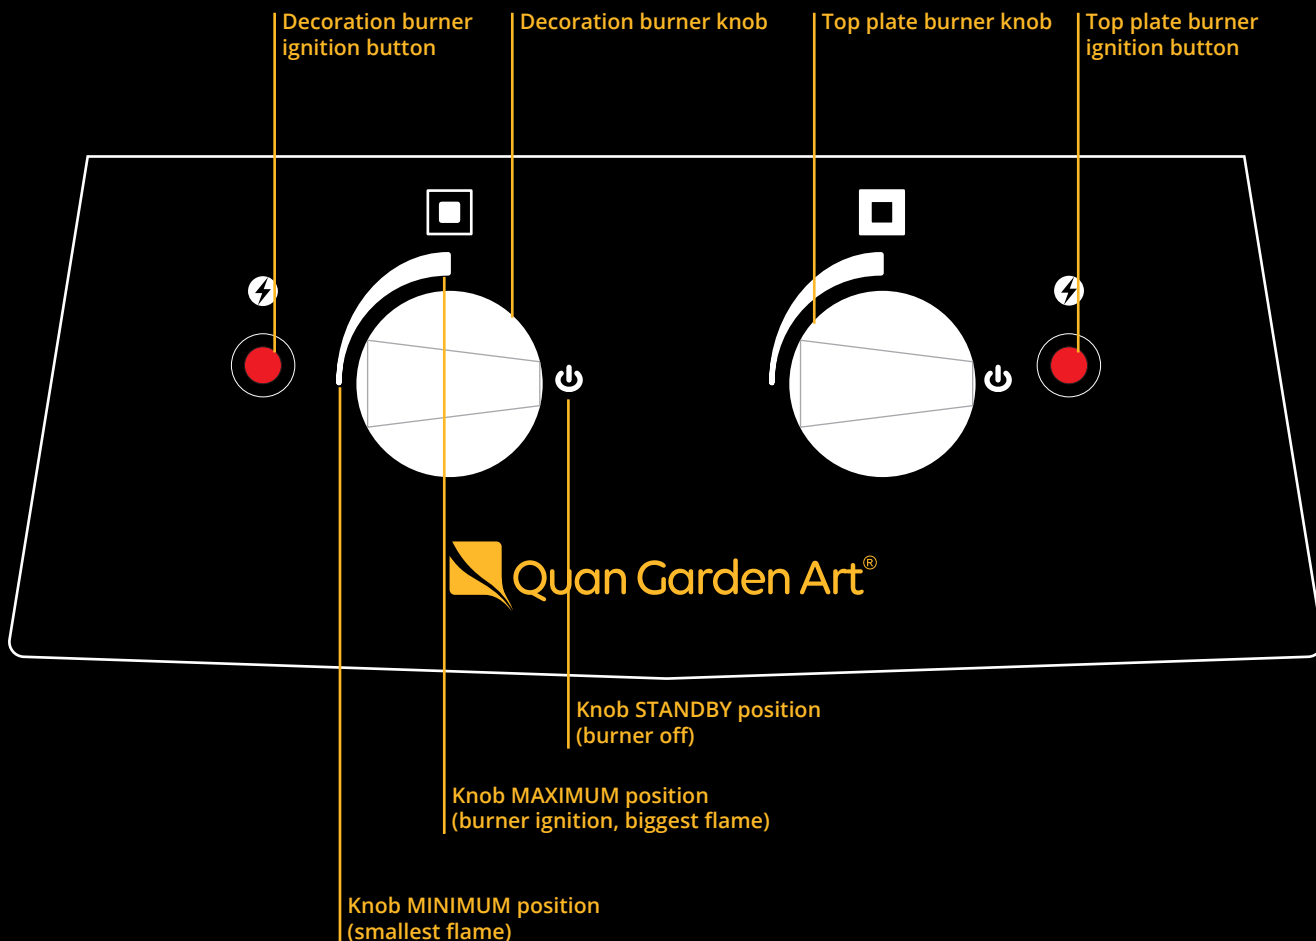 Decoration burner
ignition button
Decoration burner knob
Top plate burner knob
Top plate burner
ignition button
Quan Garden Art®
Knob STANDBY position
(burner off)
Knob MAXIMUM position
(burner ignition, biggest flame)
Knob MINIMUM position
(smallest flame)